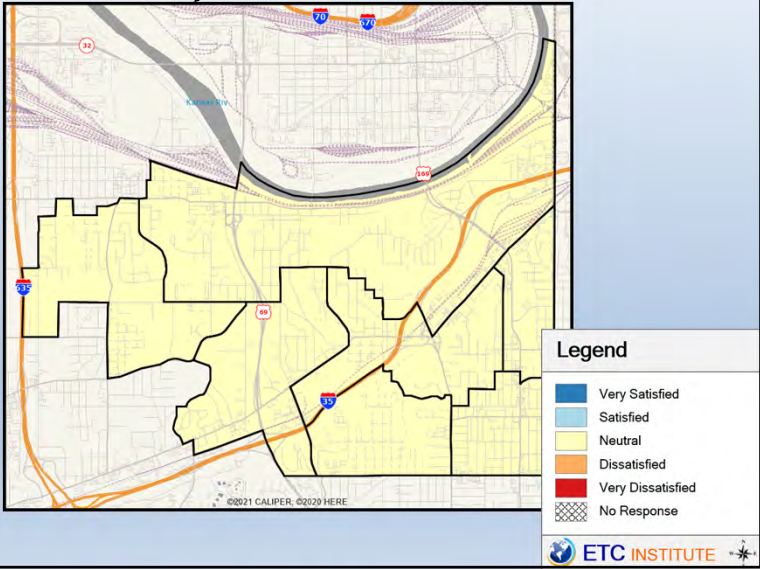 70
670
32
Kansas Riv
169
635
69
35
©2021 CALIPER; ©2020 HERE
Legend
Very Satisfied
Satisfied
Neutral
Dissatisfied
Very Dissatisfied
No Response
ETC INSTITUTE